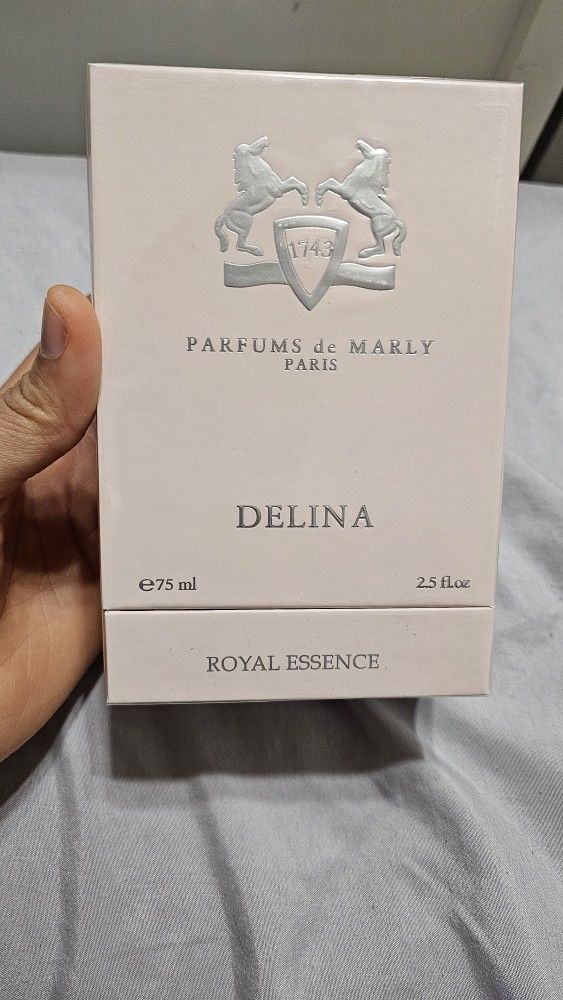 1743
PARFUMS de MARLY
PARIS
DELINA
℮75 ml 2.5 fl.oz
ROYAL ESSENCE